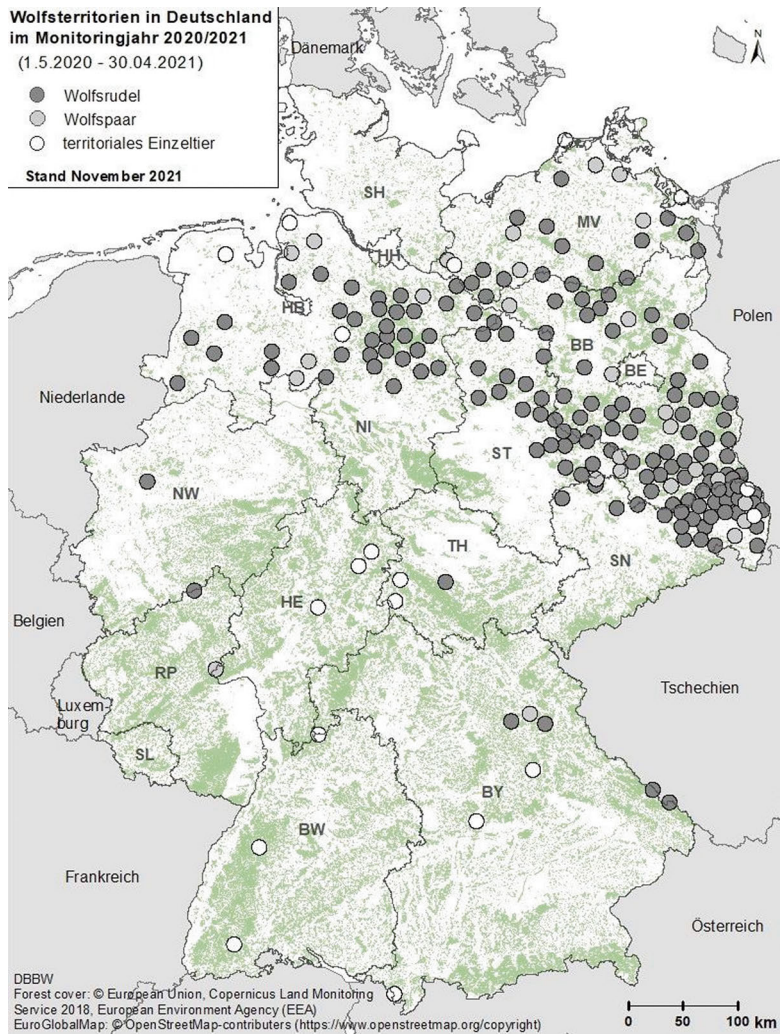 Wolfsterritorien in Deutschland
im Monitoringjahr 2020/2021
(1.5.2020 - 30.04.2021)
Wolfsrudel
Wolfspaar
territoriales Einzeltier
Stand November 2021
Dänemark
N
SH
MV
HH
HB
Polen
BB
BE
Niederlande
NI
ST
NW
TH
SN
HE
Belgien
RP
Tschechien
Luxem-
burg
SL
BY
BW
Frankreich
Österreich
DBBW
Forest cover: © European Union, Copernicus Land Monitoring
Service 2018, European Environment Agency (EEA)
EuroGlobalMap: © OpenStreetMap-contributors (https://www.openstreetmap.org/copyright)
0 50 100 km